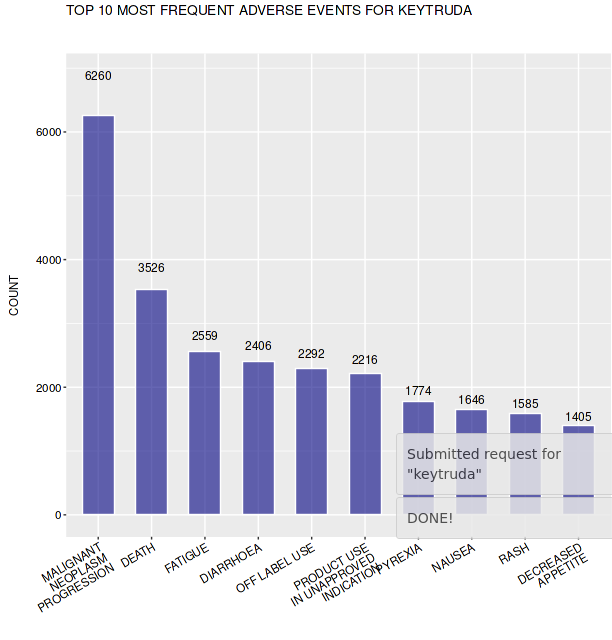 TOP 10 MOST FREQUENT ADVERSE EVENTS FOR KEYTRUDA
6260
6000
4000
3526
2559
2406
2292
2216
2000
1774
1646
1585
1405
0
COUNT
Submitted request for
"keytruda"
DONE!
MALIGNANT
NEOPLASM
PROGRESSION
DEATH
FATIGUE
DIARRHOEA
OFF LABEL USE
PRODUCT USE
IN UNAPPROVED
INDICATION
PYREXIA
NAUSEA
RASH
DECREASED
APPETITE